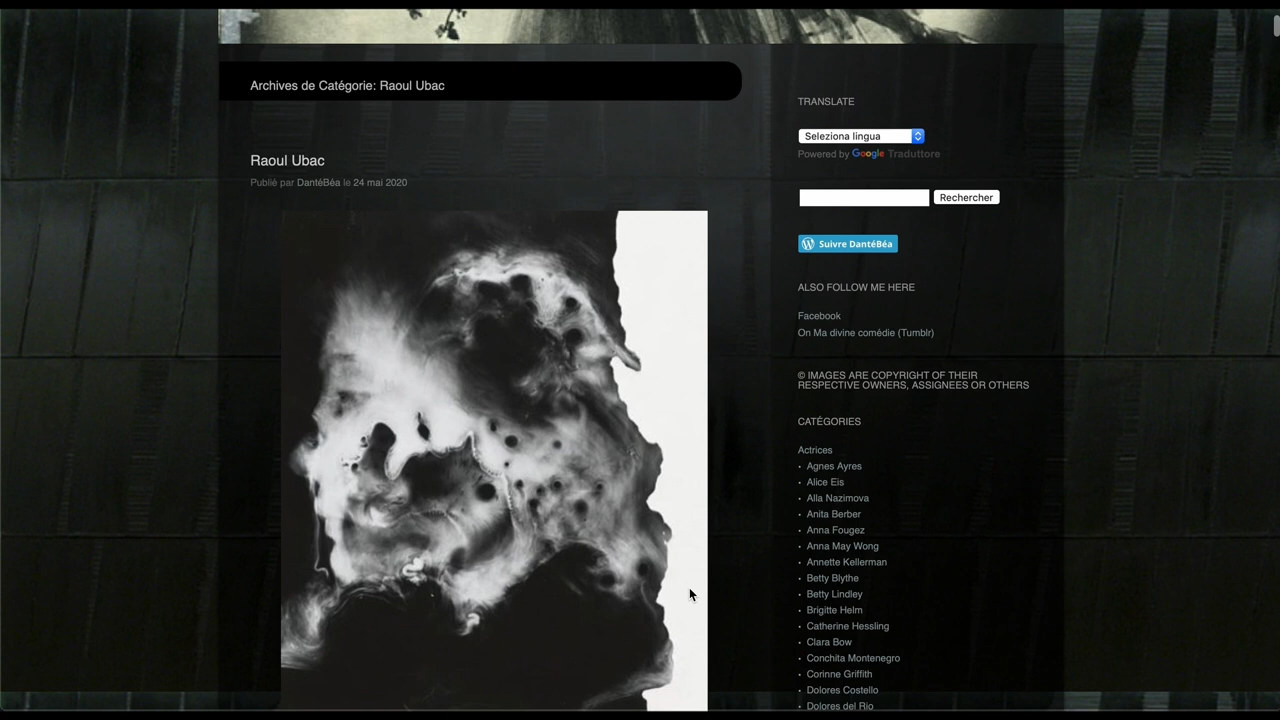 Archives de Catégorie: Raoul Ubac
Raoul Ubac
Publié par DantéBéa le 24 mai 2020
TRANSLATE
Seleziona lingua
Powered by Google Traduttore
Rechercher
Suivre DantéBéa
ALSO FOLLOW ME HERE
Facebook
On Ma divine comédie (Tumblr)
© IMAGES ARE COPYRIGHT OF THEIR
RESPECTIVE OWNERS, ASSIGNEES OR OTHERS
CATÉGORIES
Actrices
• Agnes Ayres
• Alice Eis
• Alla Nazimova
• Anita Berber
• Anna Fougez
• Anna May Wong
• Annette Kellerman
• Betty Blythe
• Betty Lindley
• Brigitte Helm
• Catherine Hessling
• Clara Bow
• Conchita Montenegro
• Corinne Griffith
• Dolores Costello
• Dolores del Rio